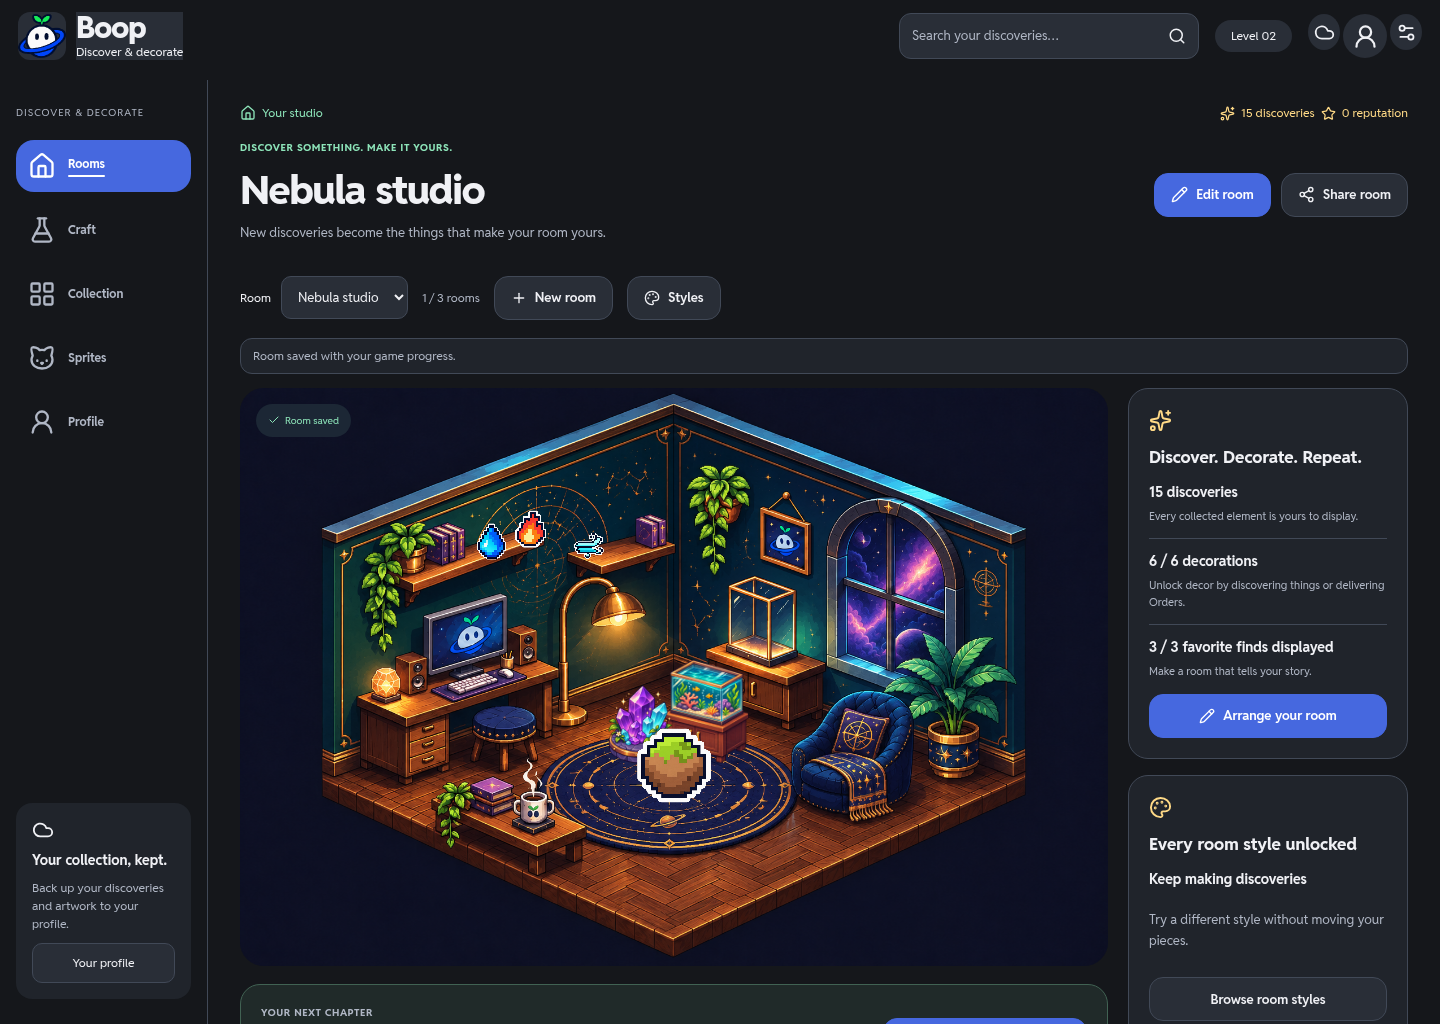 Boop
Discover & decorate
Search your discoveries...
Level 02
DISCOVER & DECORATE
Rooms
Craft
Collection
Sprites
Profile
Your collection, kept.
Back up your discoveries
and artwork to your
profile.
Your profile
Your studio
15 discoveries
0 reputation
DISCOVER SOMETHING. MAKE IT YOURS.
Nebula studio
New discoveries become the things that make your room yours.
Edit room
Share room
Room
Nebula studio
1 / 3 rooms
New room
Styles
Room saved with your game progress.
Room saved
Discover. Decorate. Repeat.
15 discoveries
Every collected element is yours to display.
6 / 6 decorations
Unlock decor by discovering things or delivering
Orders.
3 / 3 favorite finds displayed
Make a room that tells your story.
Arrange your room
Every room style unlocked
Keep making discoveries
Try a different style without moving your
pieces.
Browse room styles
YOUR NEXT CHAPTER